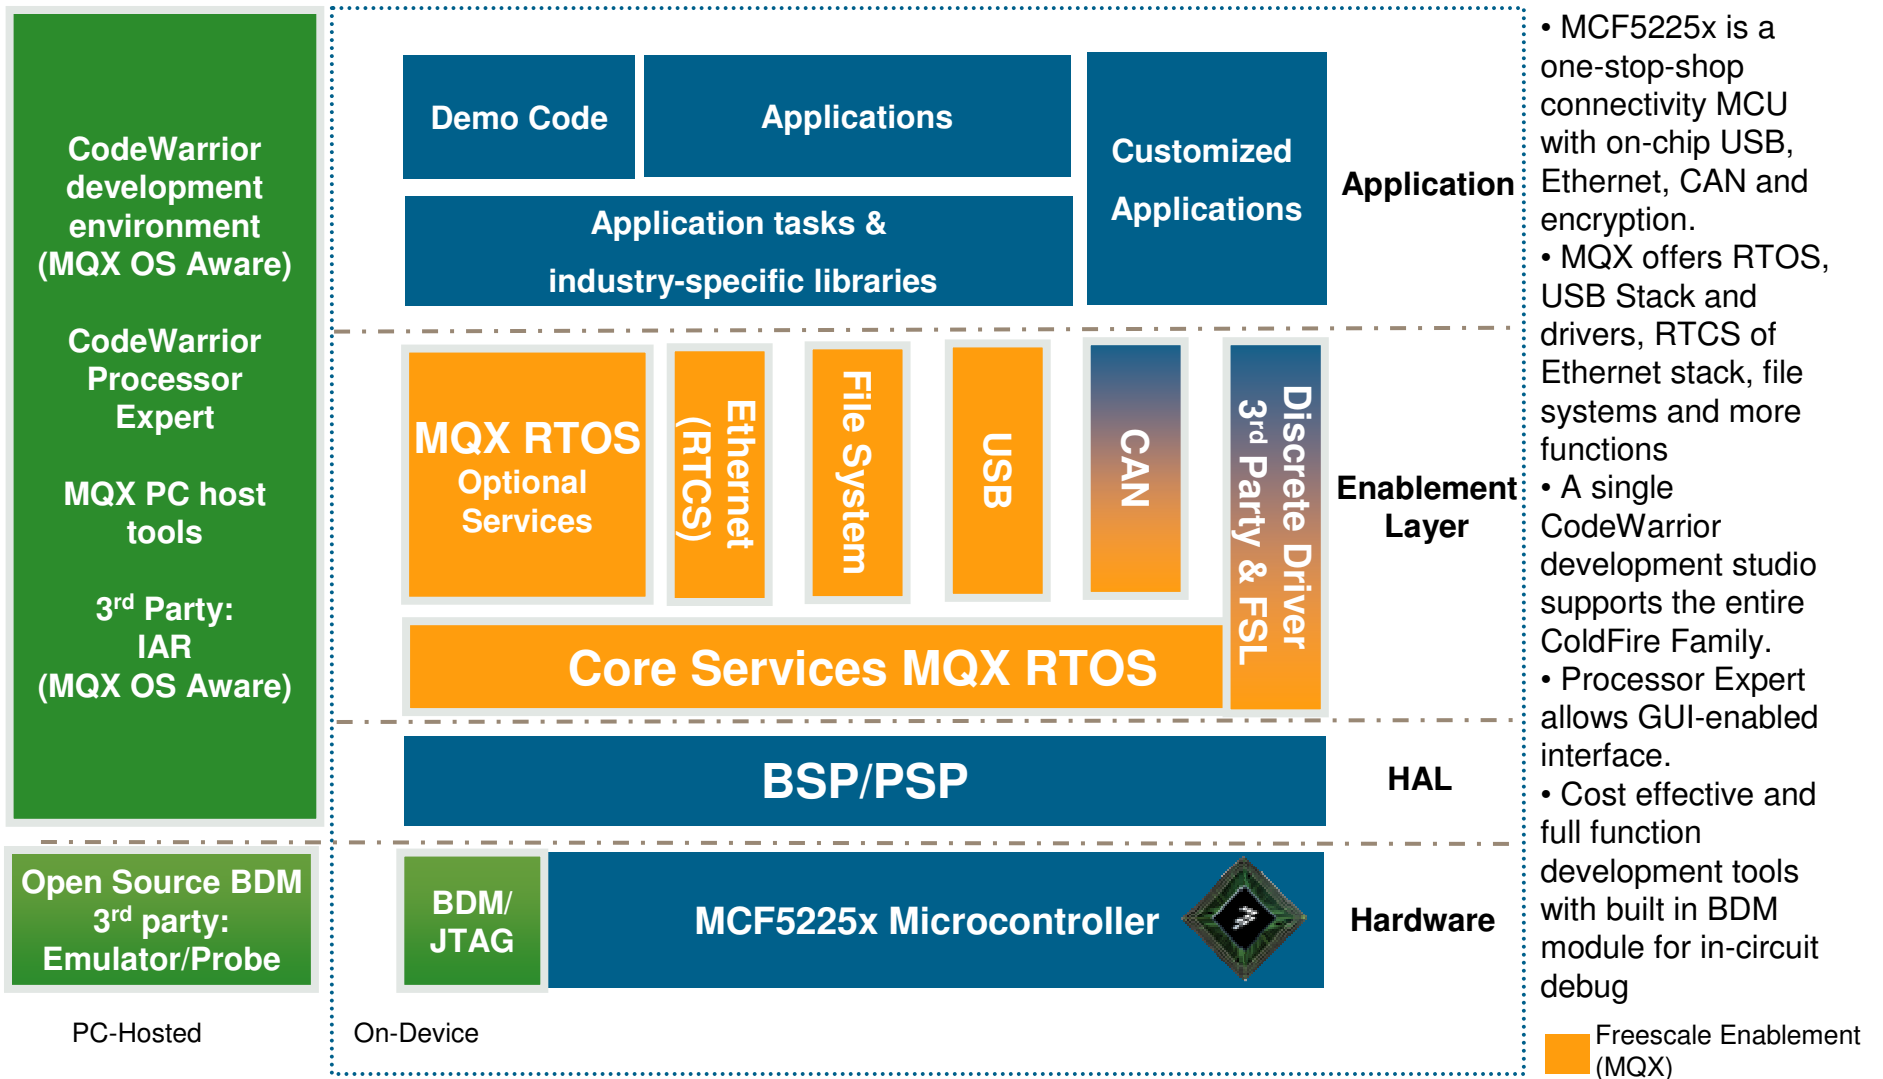 CodeWarrior
development
environment
(MQX OS Aware)
CodeWarrior
Processor
Expert
MQX PC host
tools
3rd Party:
IAR
(MQX OS Aware)
Open Source BDM
3rd party:
Emulator/Probe
PC-Hosted
Demo Code
Applications
Customized
Applications
Application tasks &
industry-specific libraries
Application
MQX RTOS
Optional
Services
Ethernet
(RTCS)
File System
USB
CAN
Discrete Driver
3rd Party & FSL
Enablement
Layer
Core Services MQX RTOS
BSP/PSP
HAL
BDM/
JTAG
MCF5225x Microcontroller
Hardware
On-Device
• MCF5225x is a
one-stop-shop
connectivity MCU
with on-chip USB,
Ethernet, CAN and
encryption.
• MQX offers RTOS,
USB Stack and
drivers, RTCS of
Ethernet stack, file
systems and more
functions
• A single
CodeWarrior
development studio
supports the entire
ColdFire Family.
• Processor Expert
allows GUI-enabled
interface.
• Cost effective and
full function
development tools
with built in BDM
module for in-circuit
debug
Freescale Enablement
(MQX)